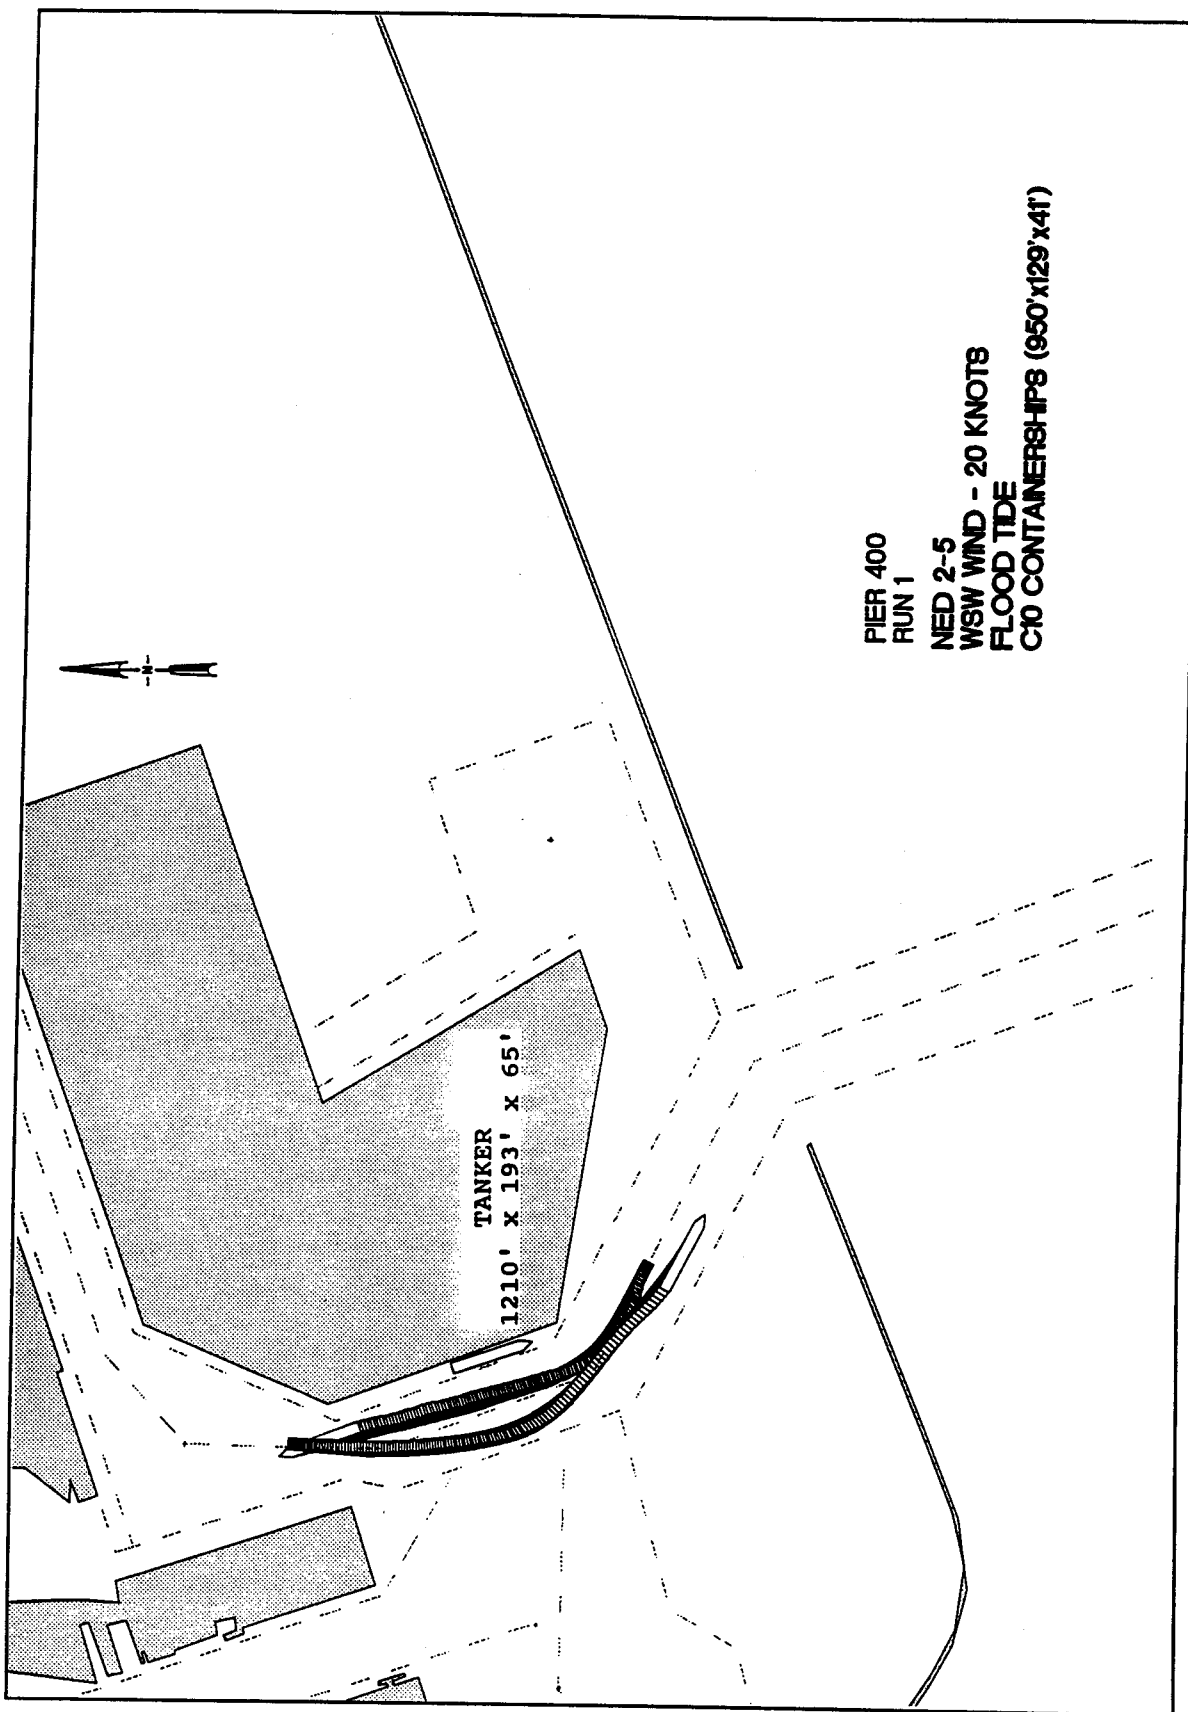 -N-
TANKER
1210' x 193' x 65'
PIER 400
RUN 1
NED 2-5
WSW WIND - 20 KNOTS
FLOOD TIDE
C10 CONTAINERSHIPS (950'x129'x41')